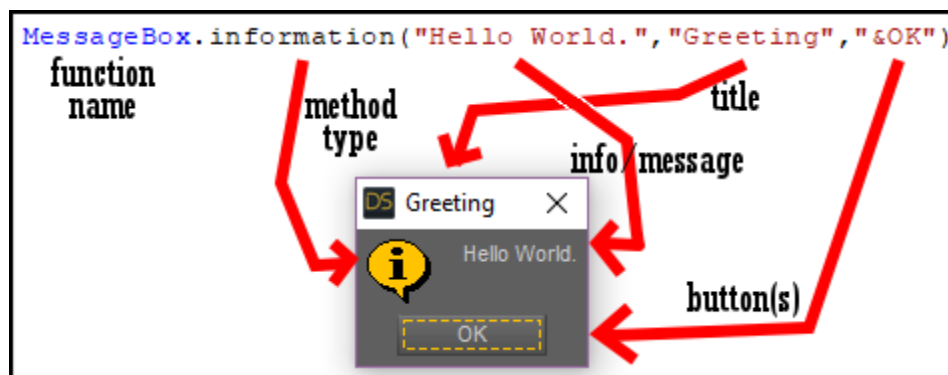 MessageBox.information("Hello World.","Greeting","&OK")
function
name
method
type
title
info/message
DS Greeting
Hello World.
i
button(s)
OK